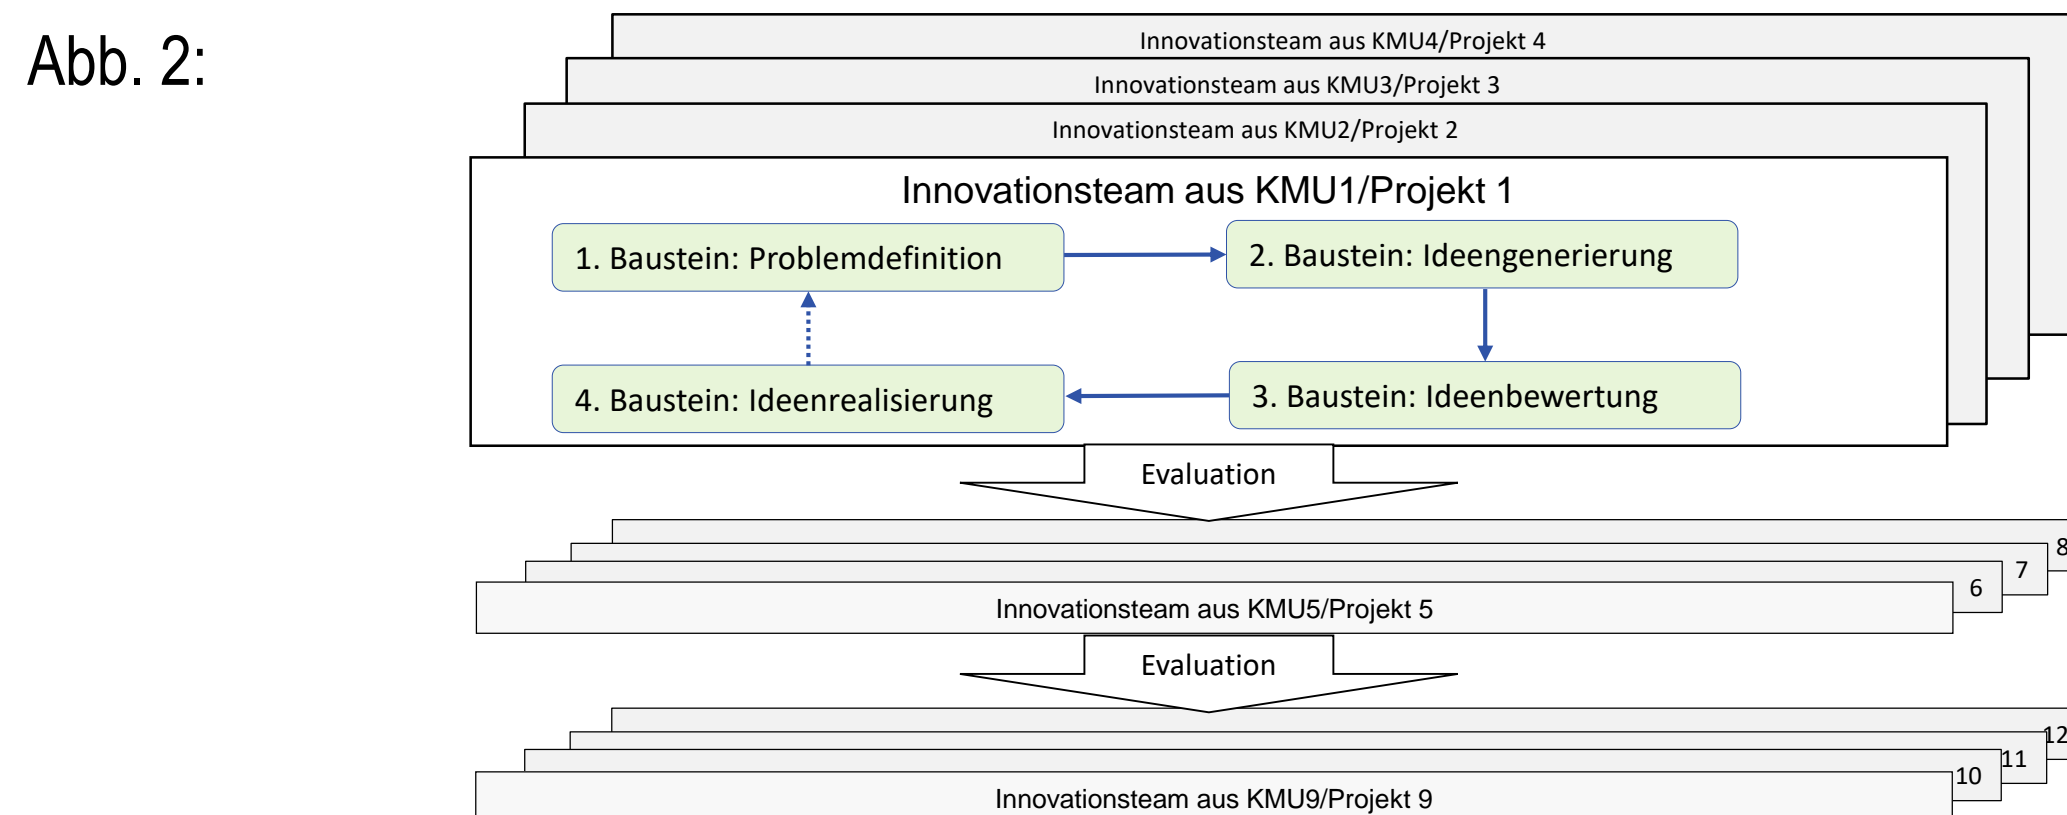 Abb. 2:
Innovationsteam aus KMU4/Projekt 4
Innovationsteam aus KMU3/Projekt 3
Innovationsteam aus KMU2/Projekt 2
Innovationsteam aus KMU1/Projekt 1
1. Baustein: Problemdefinition
2. Baustein: Ideengenerierung
4. Baustein: Ideenrealisierung
3. Baustein: Ideenbewertung
Evaluation
8
7
6
Innovationsteam aus KMU5/Projekt 5
Evaluation
12
11
10
Innovationsteam aus KMU9/Projekt 9